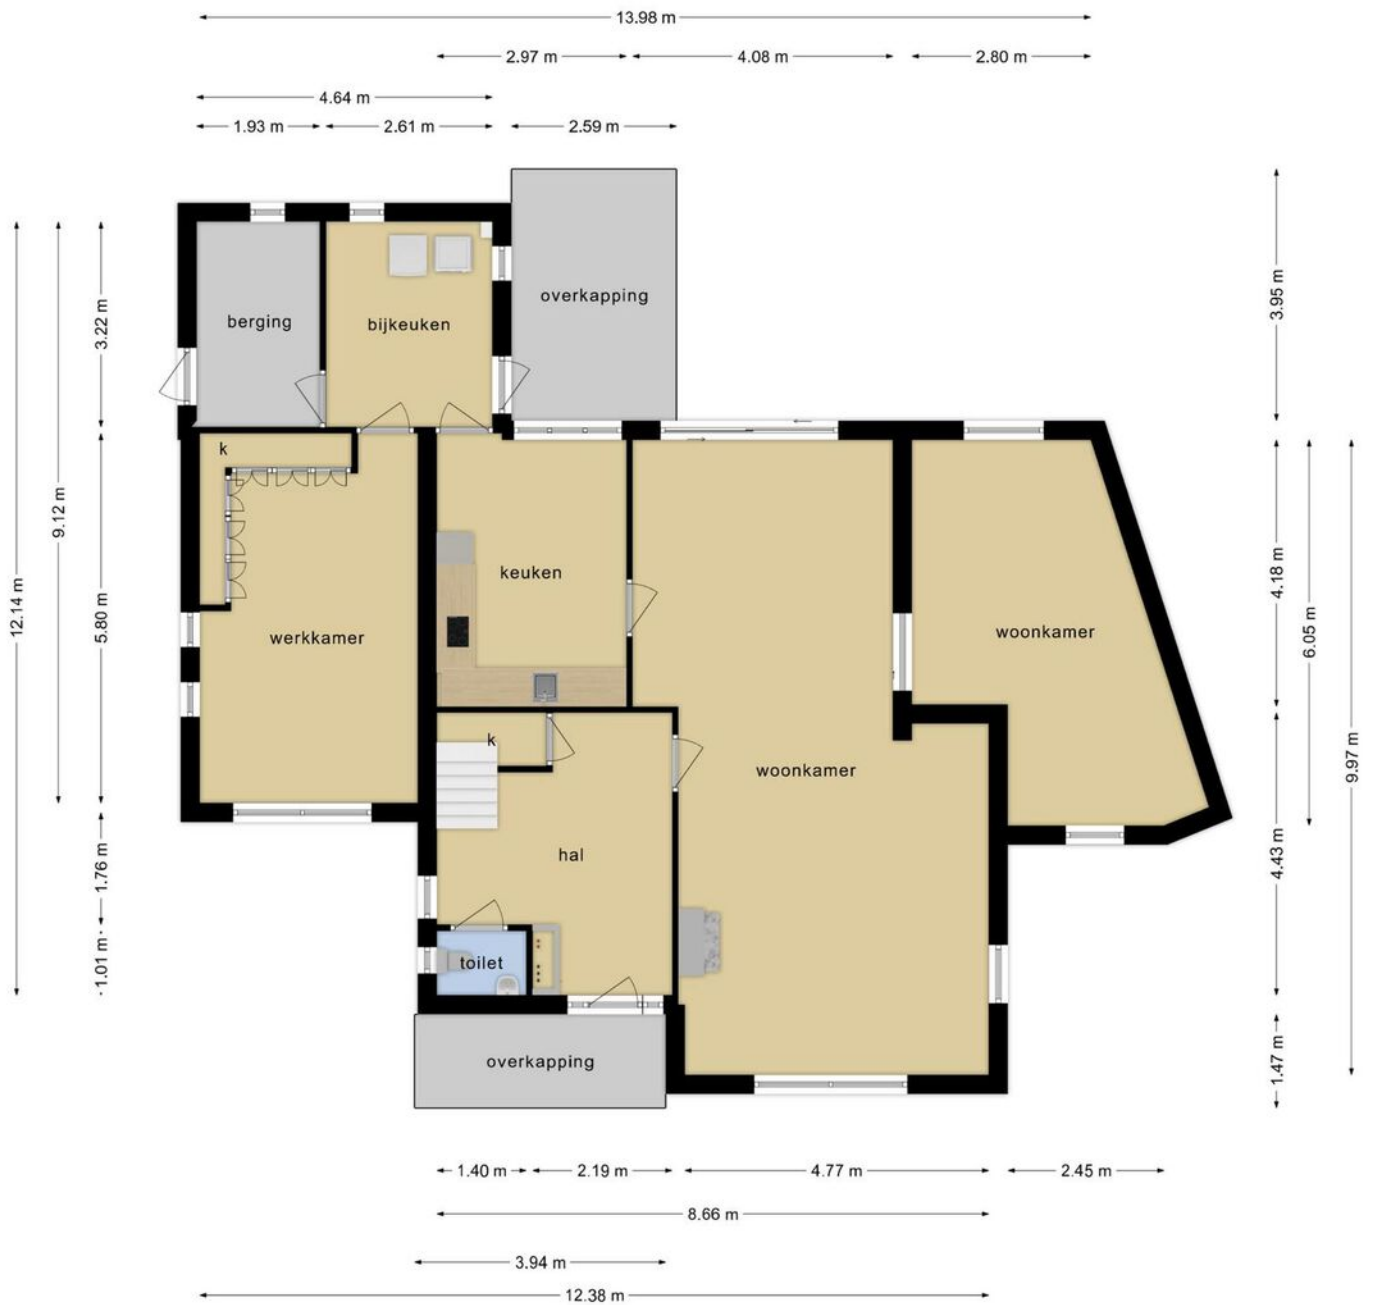 13.98 m
2.97 m 4.08 m 2.80 m
4.64 m
1.93 m 2.61 m 2.59 m
12.14 m
9.12 m
3.22 m
5.80 m
1.76 m
1.01 m
berging
bijkeuken
overkapping
k
keuken
werkkamer
woonkamer
k
woonkamer
hal
toilet
overkapping
3.95 m
4.18 m
4.43 m
1.47 m
6.05 m
9.97 m
1.40 m 2.19 m 4.77 m 2.45 m
8.66 m
3.94 m
12.38 m